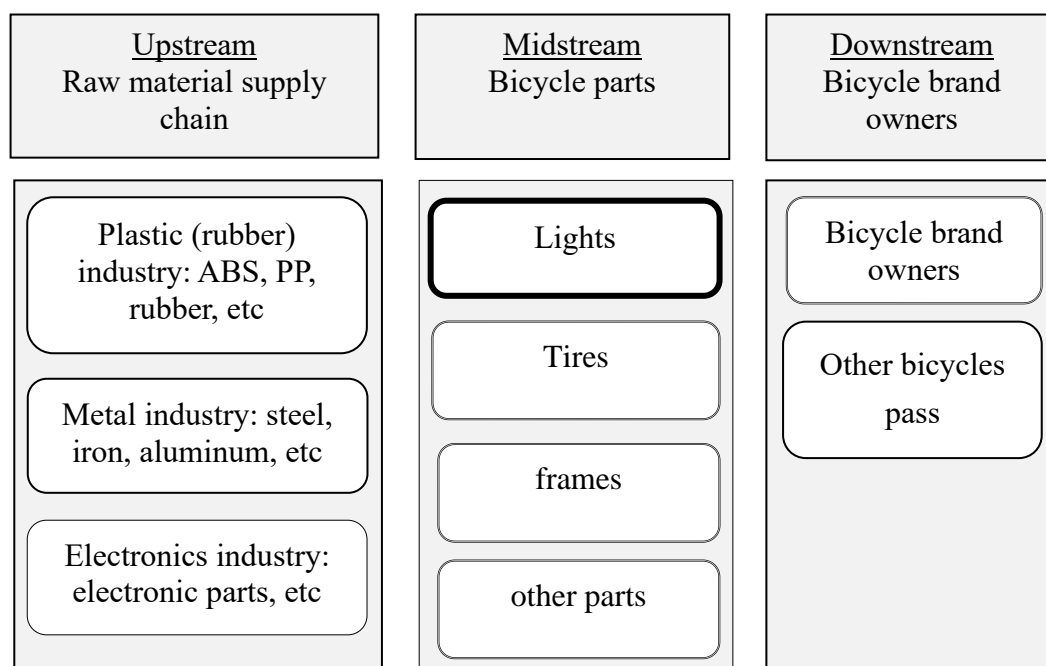 Upstream
Raw material supply
chain
Midstream
Bicycle parts
Downstream
Bicycle brand
owners
Plastic (rubber)
industry: ABS, PP,
rubber, etc
Metal industry: steel,
iron, aluminum, etc
Electronics industry:
electronic parts, etc
Lights
Tires
frames
other parts
Bicycle brand
owners
Other bicycles
pass